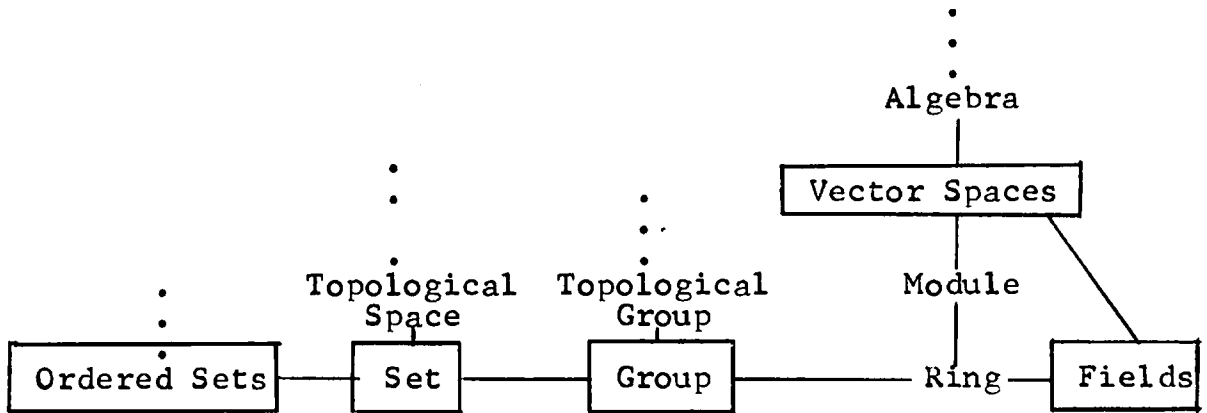 Algebra
Vector Spaces
Topological
Space
Topological
Group
Module
Ordered Sets
Set
Group
Ring
Fields